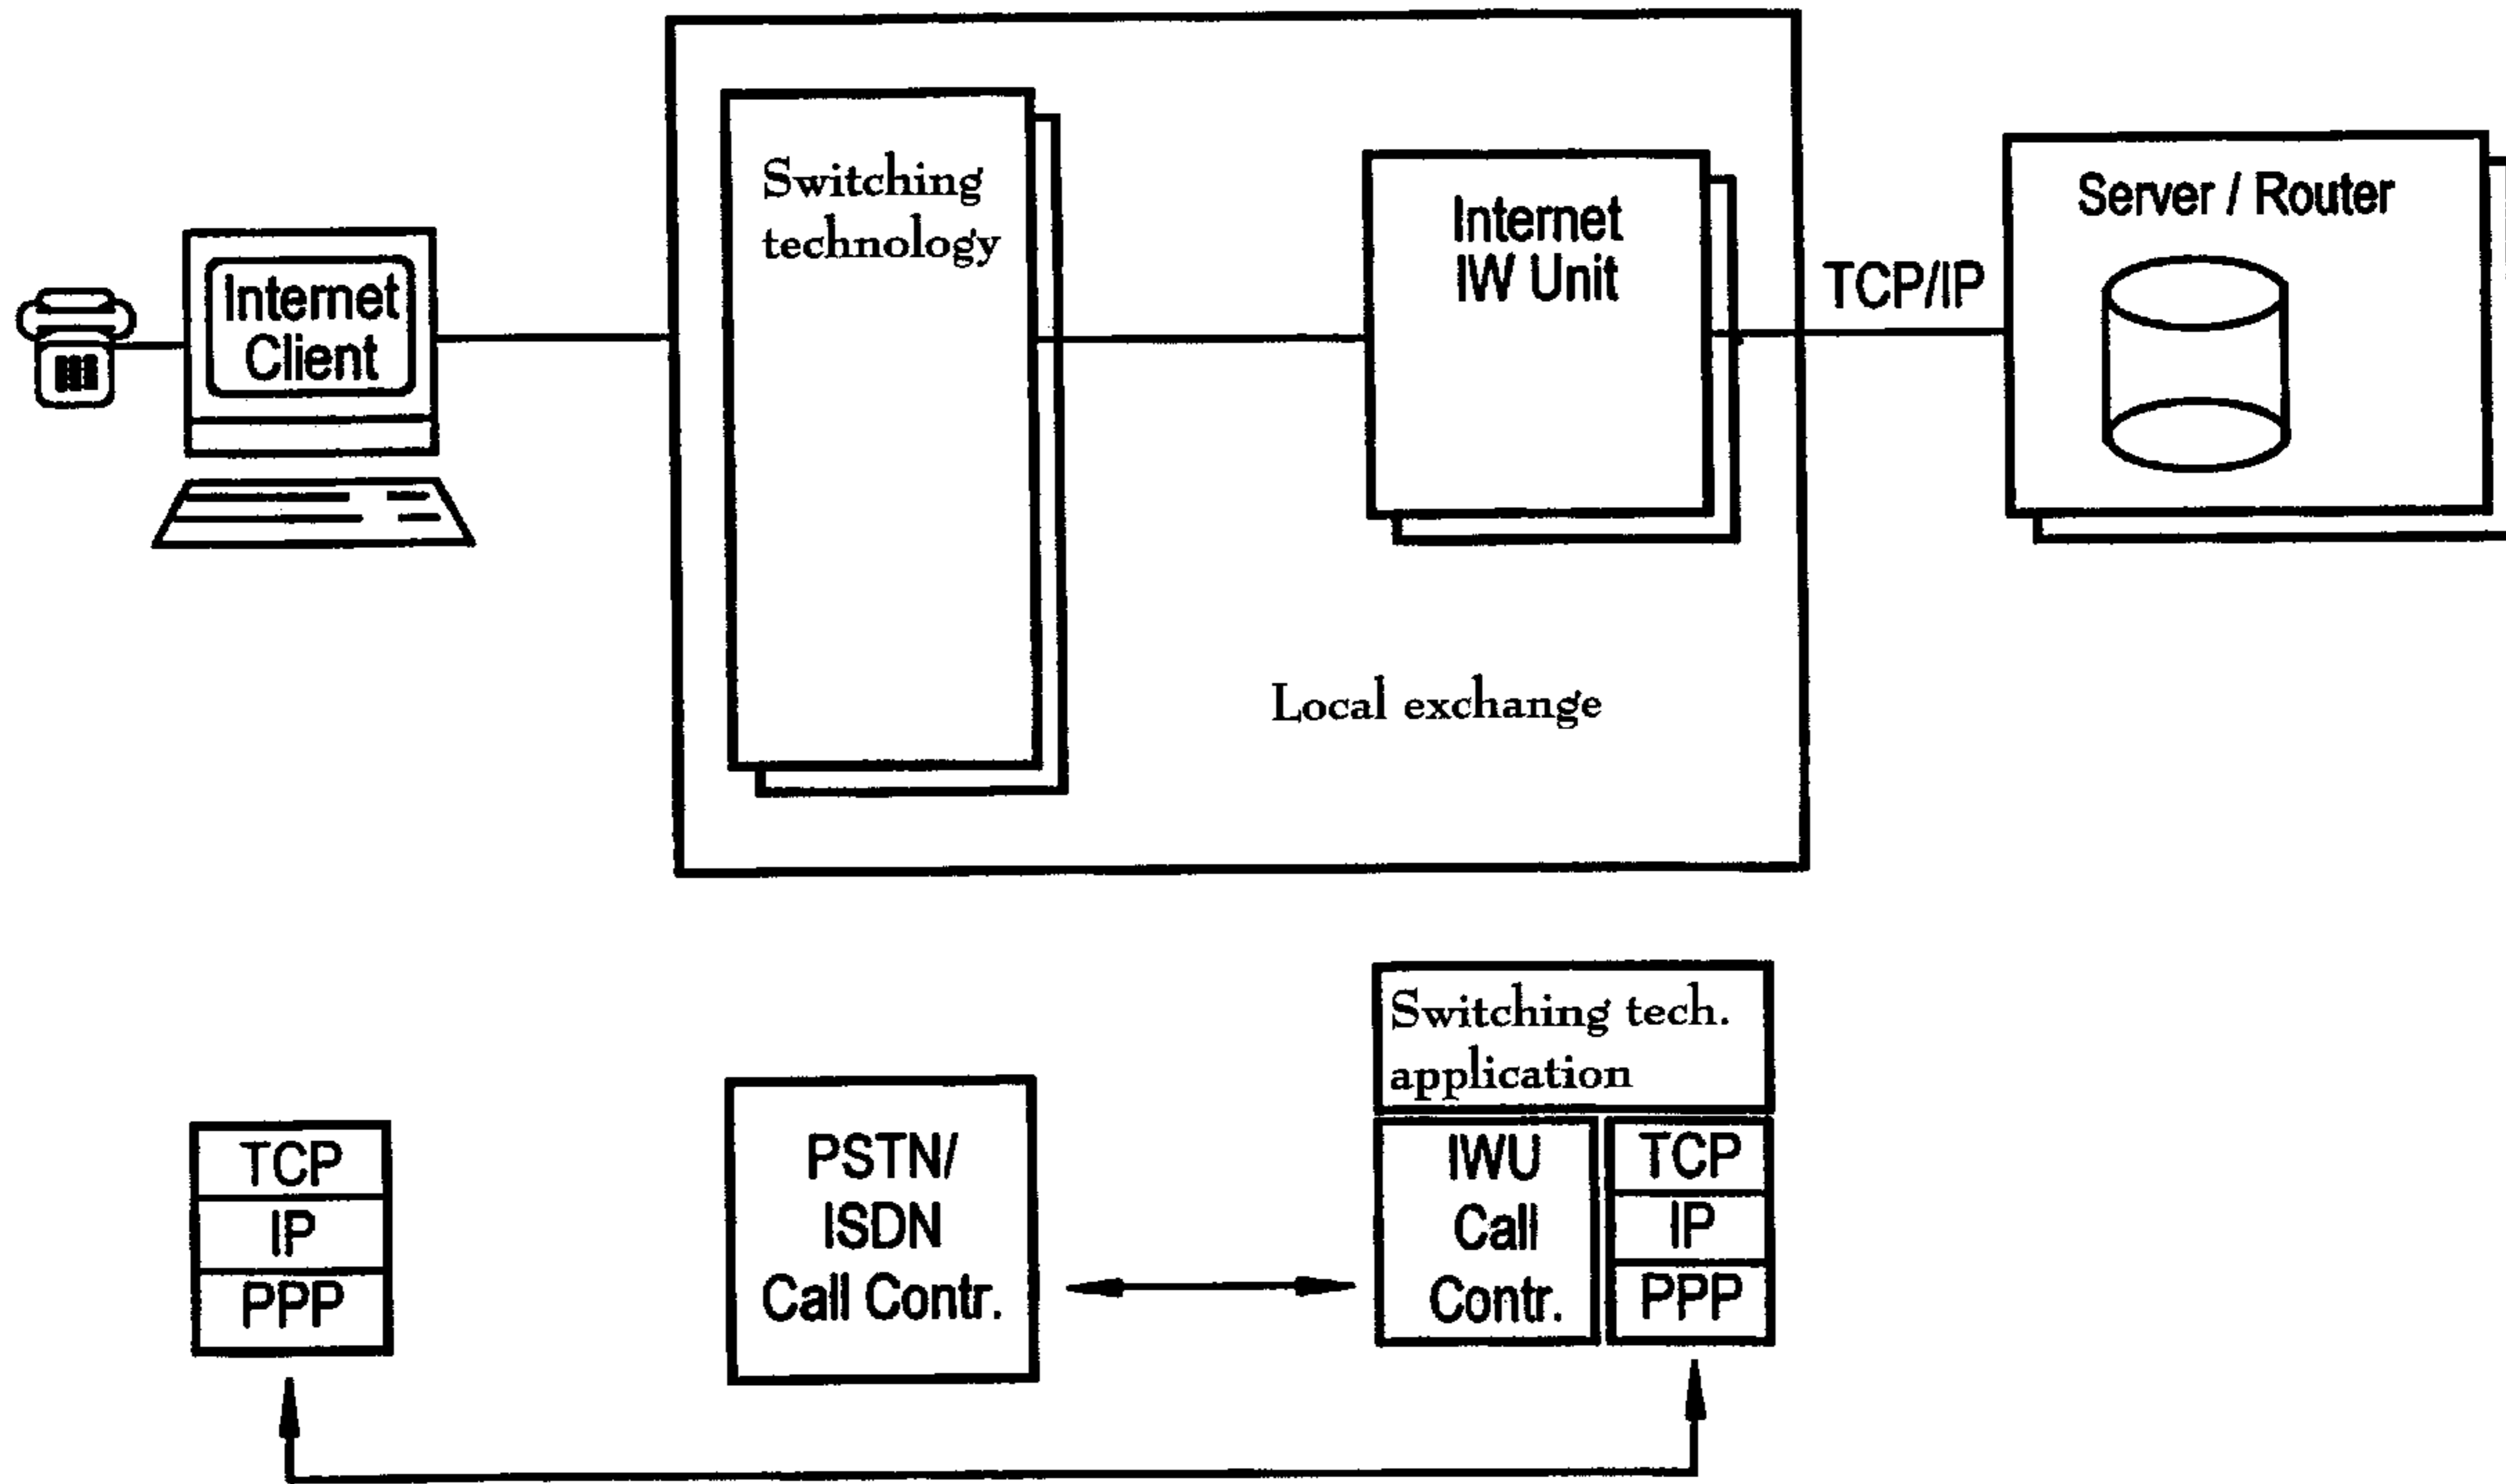 Switching
technology
Internet
Client
Internet
IW Unit
TCP/IP
Server / Router
Local exchange
Switching tech.
application
TCP
IP
PPP
PSTN/
ISDN
Call Contr.
IWU
Call
Contr.
TCP
IP
PPP